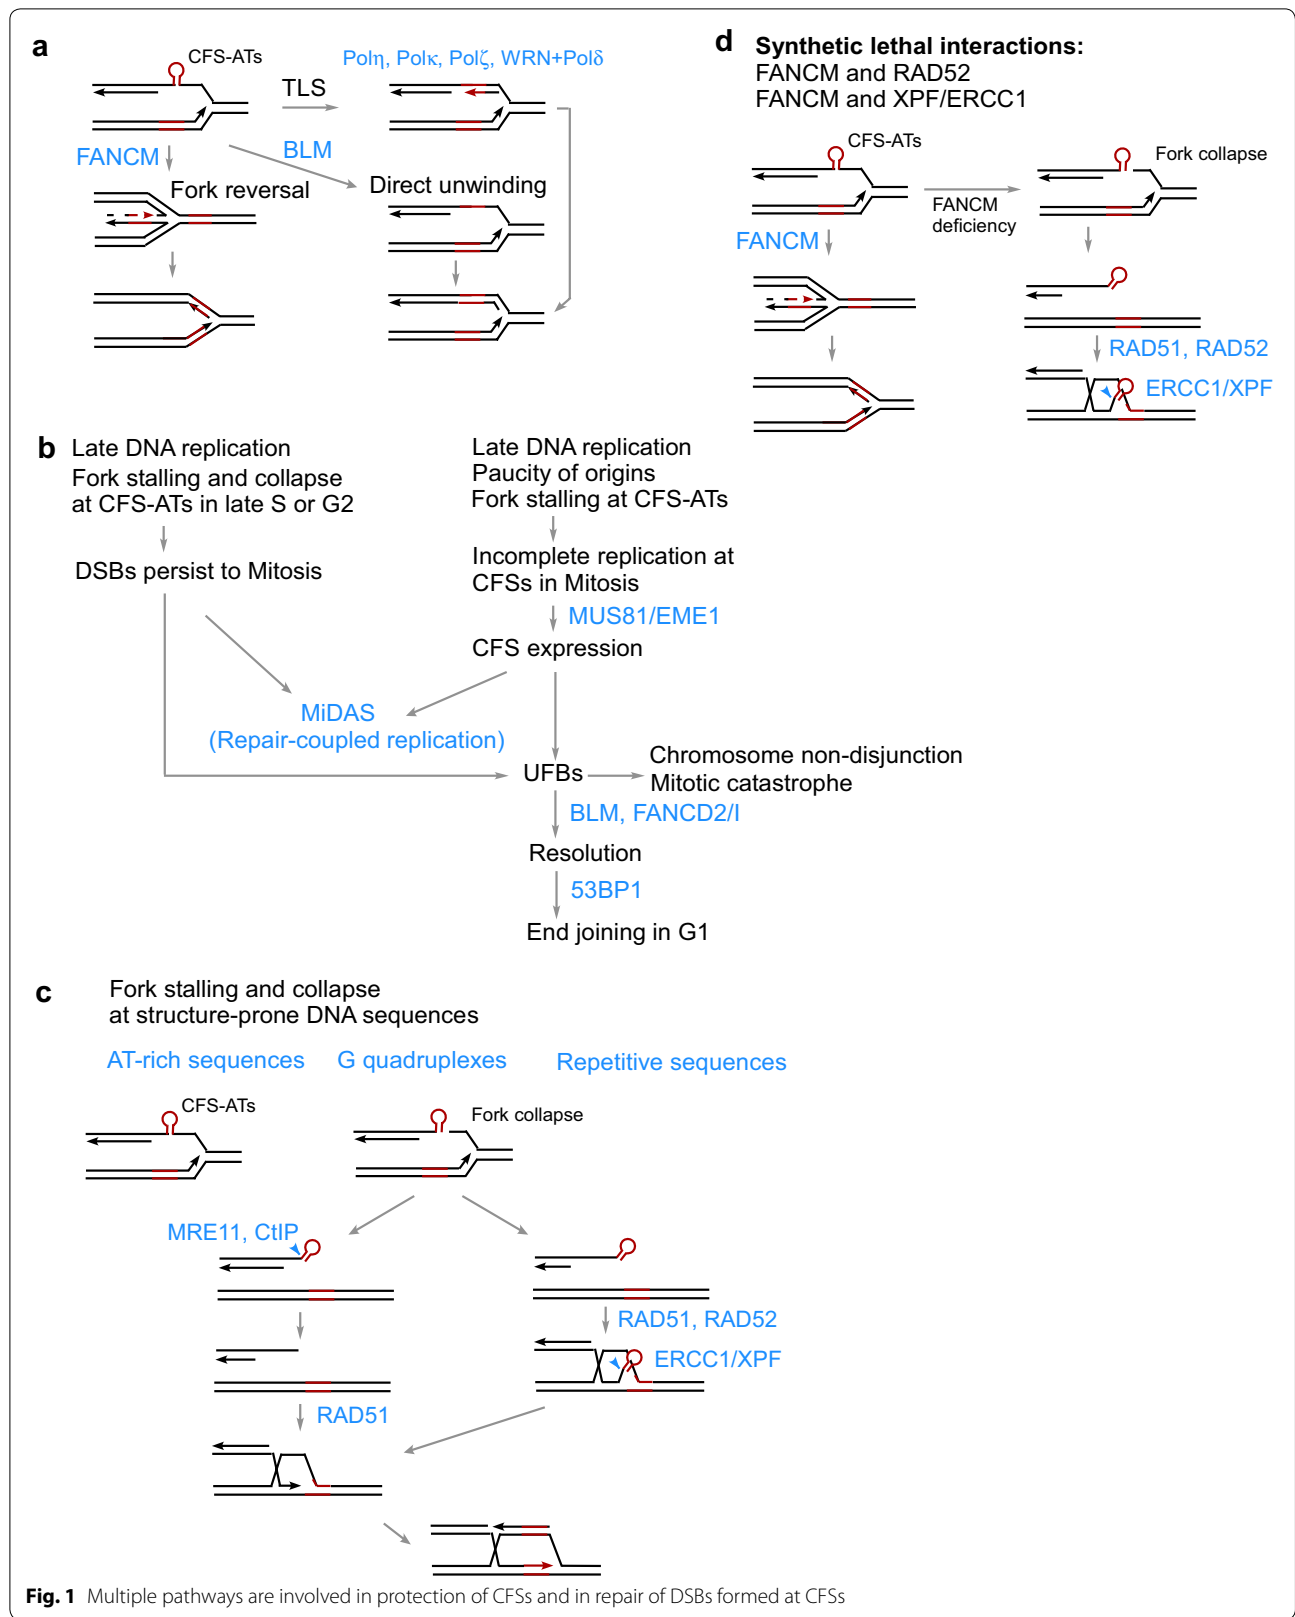 a
CFS-ATs
TLS
Polη, Polκ, Polζ, WRN+Polδ
FANCM
BLM
Fork reversal
Direct unwinding
d
Synthetic lethal interactions:
FANCM and RAD52
FANCM and XPF/ERCC1
CFS-ATs
Fork collapse
FANCM
deficiency
FANCM
RAD51, RAD52
ERCC1/XPF
b
Late DNA replication
Fork stalling and collapse
at CFS-ATs in late S or G2
DSBs persist to Mitosis
Late DNA replication
Paucity of origins
Fork stalling at CFS-ATs
Incomplete replication at
CFSs in Mitosis
MUS81/EME1
CFS expression
MiDAS
(Repair-coupled replication)
UFBs
Chromosome non-disjunction
Mitotic catastrophe
BLM, FANCD2/I
Resolution
53BP1
End joining in G1
c
Fork stalling and collapse
at structure-prone DNA sequences
AT-rich sequences
G quadruplexes
Repetitive sequences
CFS-ATs
Fork collapse
MRE11, CtIP
RAD51, RAD52
ERCC1/XPF
RAD51
Fig. 1 Multiple pathways are involved in protection of CFSs and in repair of DSBs formed at CFSs